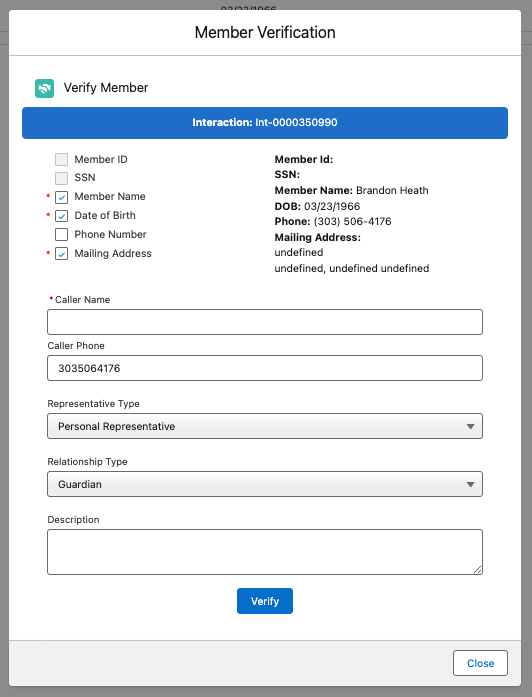 03/23/1966
Member Verification
Verify Member
Interaction: Int-0000350990
Member ID
SSN
* Member Name
* Date of Birth
Phone Number
* Mailing Address
Member Id:
SSN:
Member Name: Brandon Heath
DOB: 03/23/1966
Phone: (303) 506-4176
Mailing Address:
undefined
undefined, undefined undefined
* Caller Name
Caller Phone
3035064176
Representative Type
Personal Representative
Relationship Type
Guardian
Description
Verify
Close